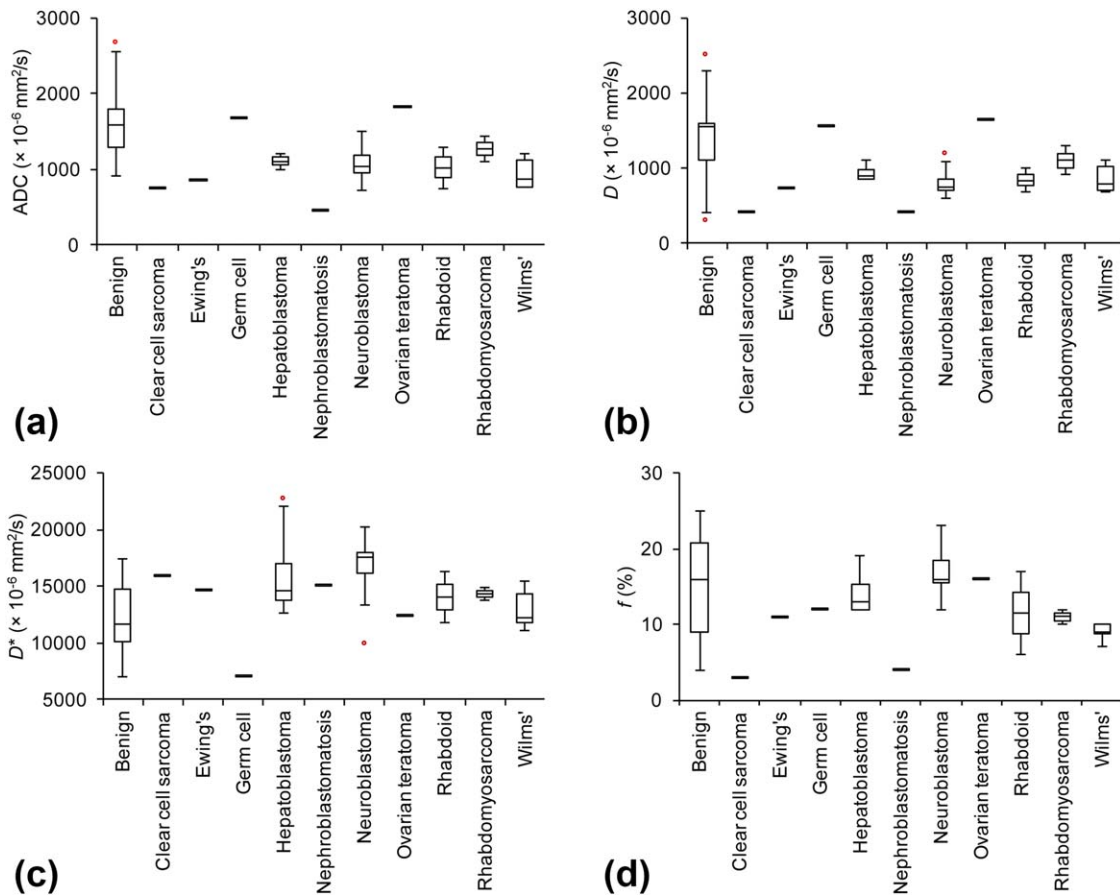 3000
2000
1000
0
ADC (× 10⁻⁶ mm²/s)
Benign
Clear cell sarcoma
Ewing's
Germ cell
Hepatoblastoma
Nephroblastomatosis
Neuroblastoma
Ovarian teratoma
Rhabdoid
Rhabdomyosarcoma
Wilms'
(a)
3000
2000
1000
0
D (× 10⁻⁶ mm²/s)
Benign
Clear cell sarcoma
Ewing's
Germ cell
Hepatoblastoma
Nephroblastomatosis
Neuroblastoma
Ovarian teratoma
Rhabdoid
Rhabdomyosarcoma
Wilms'
(b)
25000
20000
15000
10000
5000
D* (× 10⁻⁶ mm²/s)
Benign
Clear cell sarcoma
Ewing's
Germ cell
Hepatoblastoma
Nephroblastomatosis
Neuroblastoma
Ovarian teratoma
Rhabdoid
Rhabdomyosarcoma
Wilms'
(c)
30
20
10
0
f (%)
Benign
Clear cell sarcoma
Ewing's
Germ cell
Hepatoblastoma
Nephroblastomatosis
Neuroblastoma
Ovarian teratoma
Rhabdoid
Rhabdomyosarcoma
Wilms'
(d)